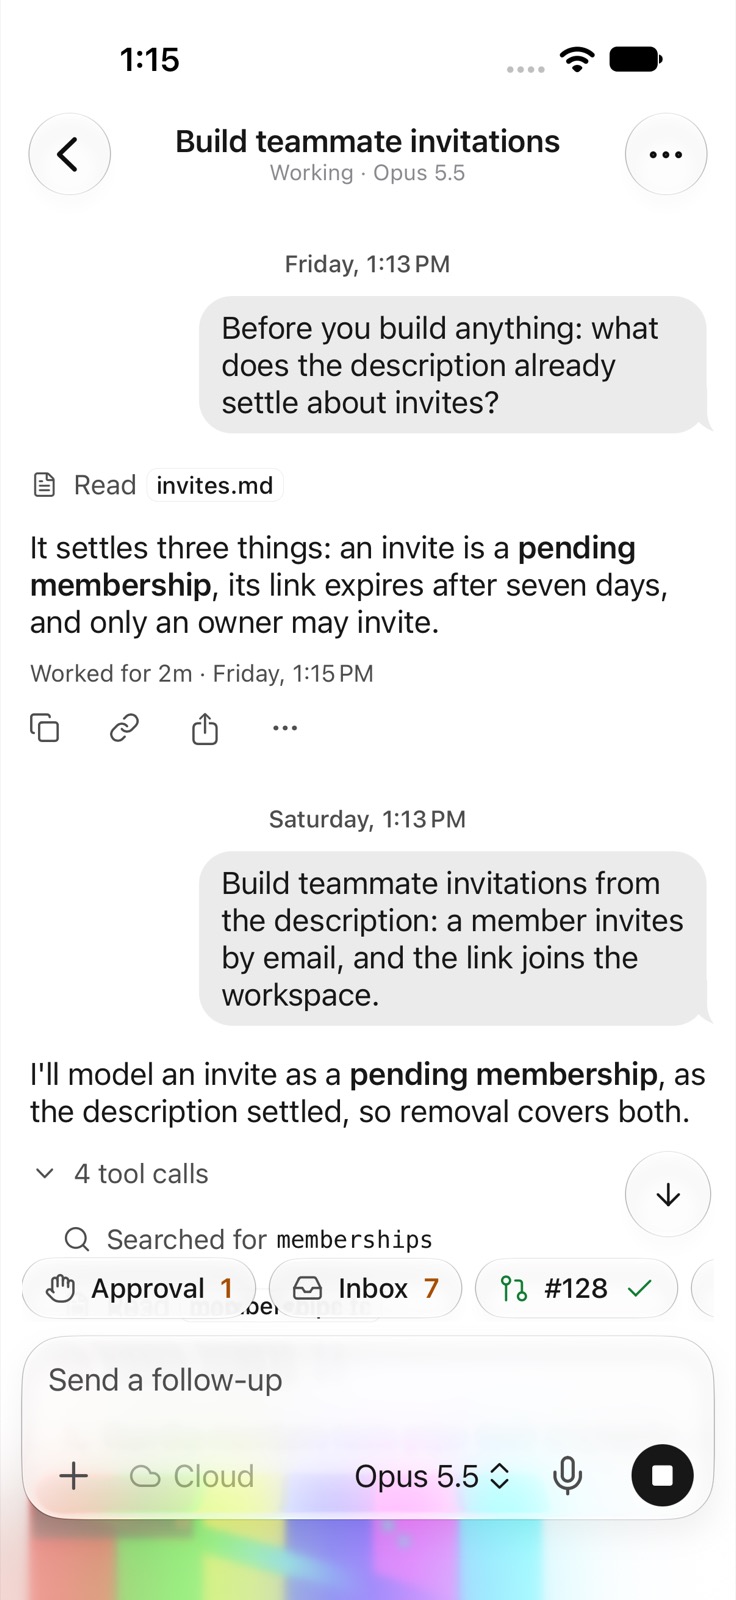 1:15
Build teammate invitations
Working · Opus 5.5
Friday, 1:13 PM
Before you build anything: what
does the description already
settle about invites?
Read invites.md
It settles three things: an invite is a pending
membership, its link expires after seven days,
and only an owner may invite.
Worked for 2m · Friday, 1:15 PM
Saturday, 1:13 PM
Build teammate invitations from
the description: a member invites
by email, and the link joins the
workspace.
I'll model an invite as a pending membership, as
the description settled, so removal covers both.
4 tool calls
Searched for memberships
Approval 1
Inbox 7
#128
Send a follow-up
Cloud
Opus 5.5